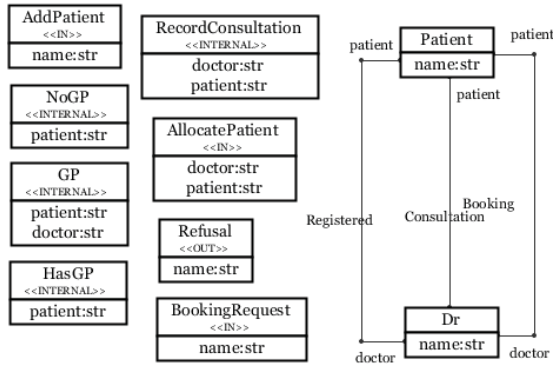 AddPatient
<<IN>>
name:str
NoGP
<<INTERNAL>>
patient:str
GP
<<INTERNAL>>
patient:str
doctor:str
HasGP
<<INTERNAL>>
patient:str
RecordConsultation
<<INTERNAL>>
doctor:str
patient:str
AllocatePatient
<<IN>>
doctor:str
patient:str
Refusal
<<OUT>>
name:str
BookingRequest
<<IN>>
name:str
patient
Patient
name:str
patient
patient
Registered
Consultation
Booking
Dr
name:str
doctor
doctor